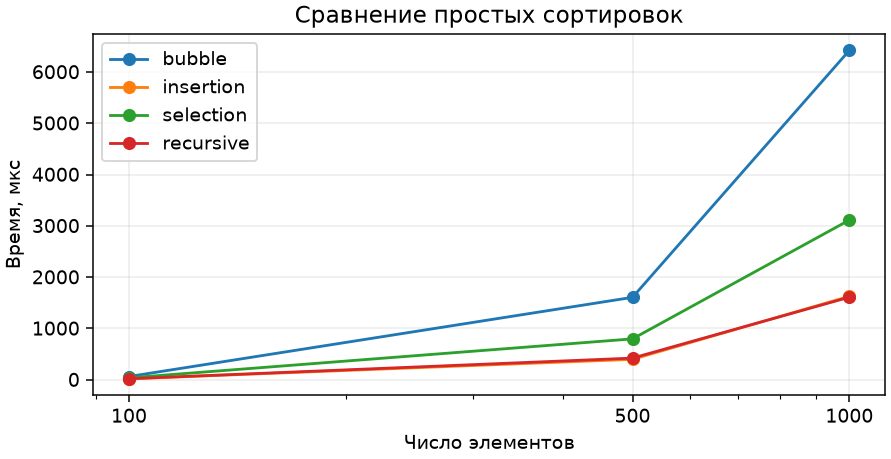 Сравнение простых сортировок
bubble
insertion
selection
recursive
6000
5000
4000
3000
2000
1000
0
Время, мкс
100
500
1000
Число элементов